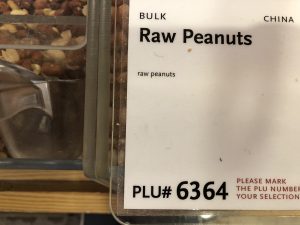 BULK CHINA
Raw Peanuts
raw peanuts
PLU# 6364
PLEASE MARK
THE PLU NUMBER
YOUR SELECTION